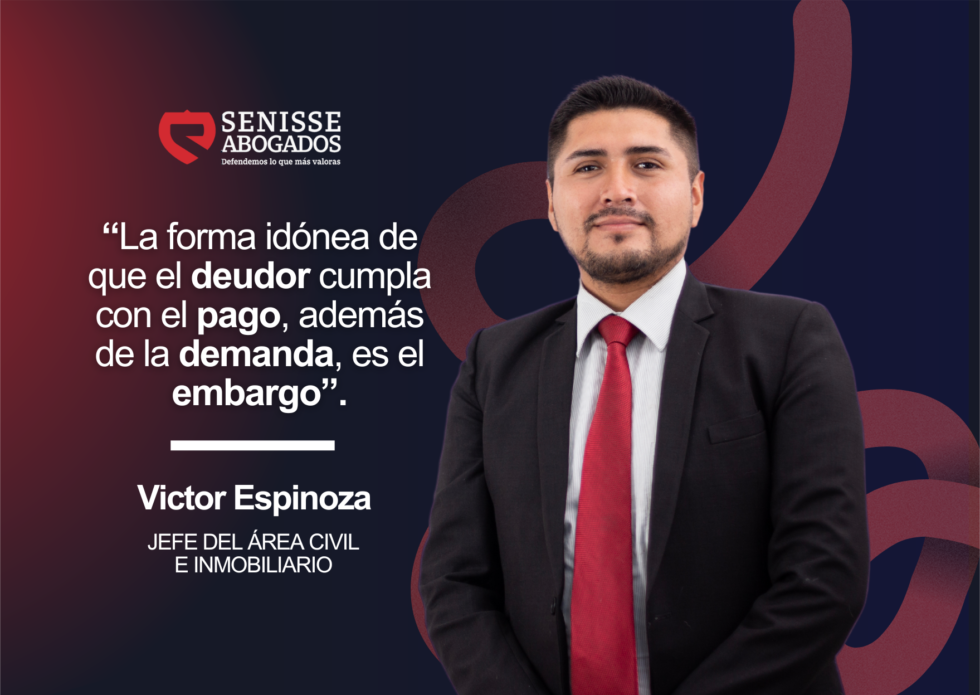 SENISSE
ABOGADOS
Defendemos lo que más valoras
“La forma idónea de
que el deudor cumpla
con el pago, además
de la demanda, es el
embargo”.
Victor Espinoza
JEFE DEL ÁREA CIVIL
E INMOBILIARIO